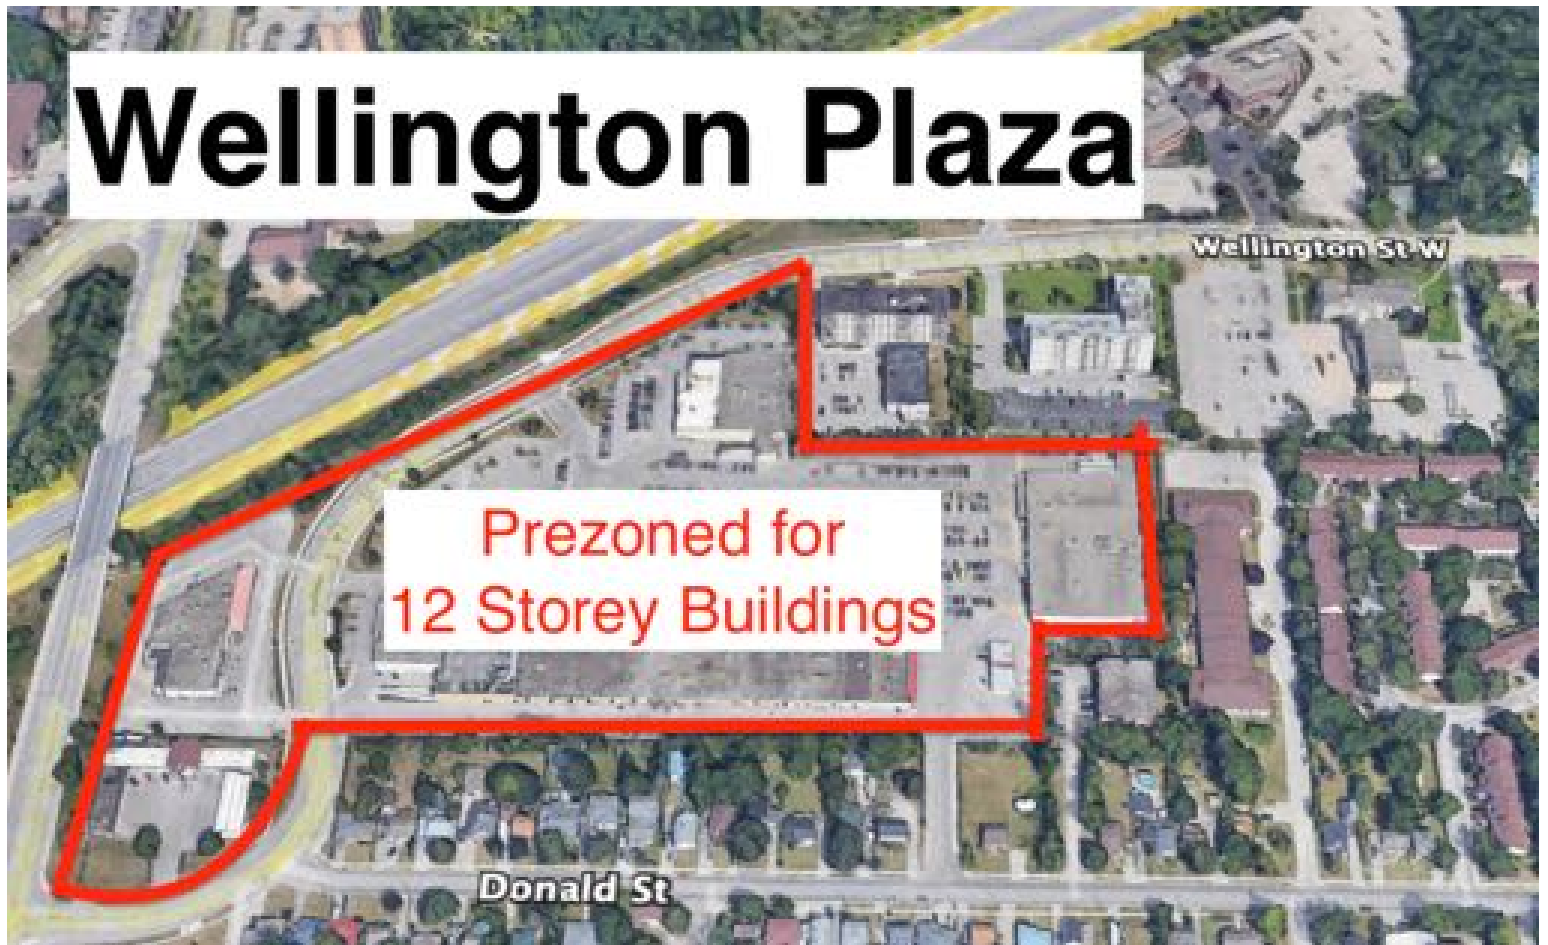 Wellington Plaza
Wellington St W
Prezoned for
12 Storey Buildings
Donald St